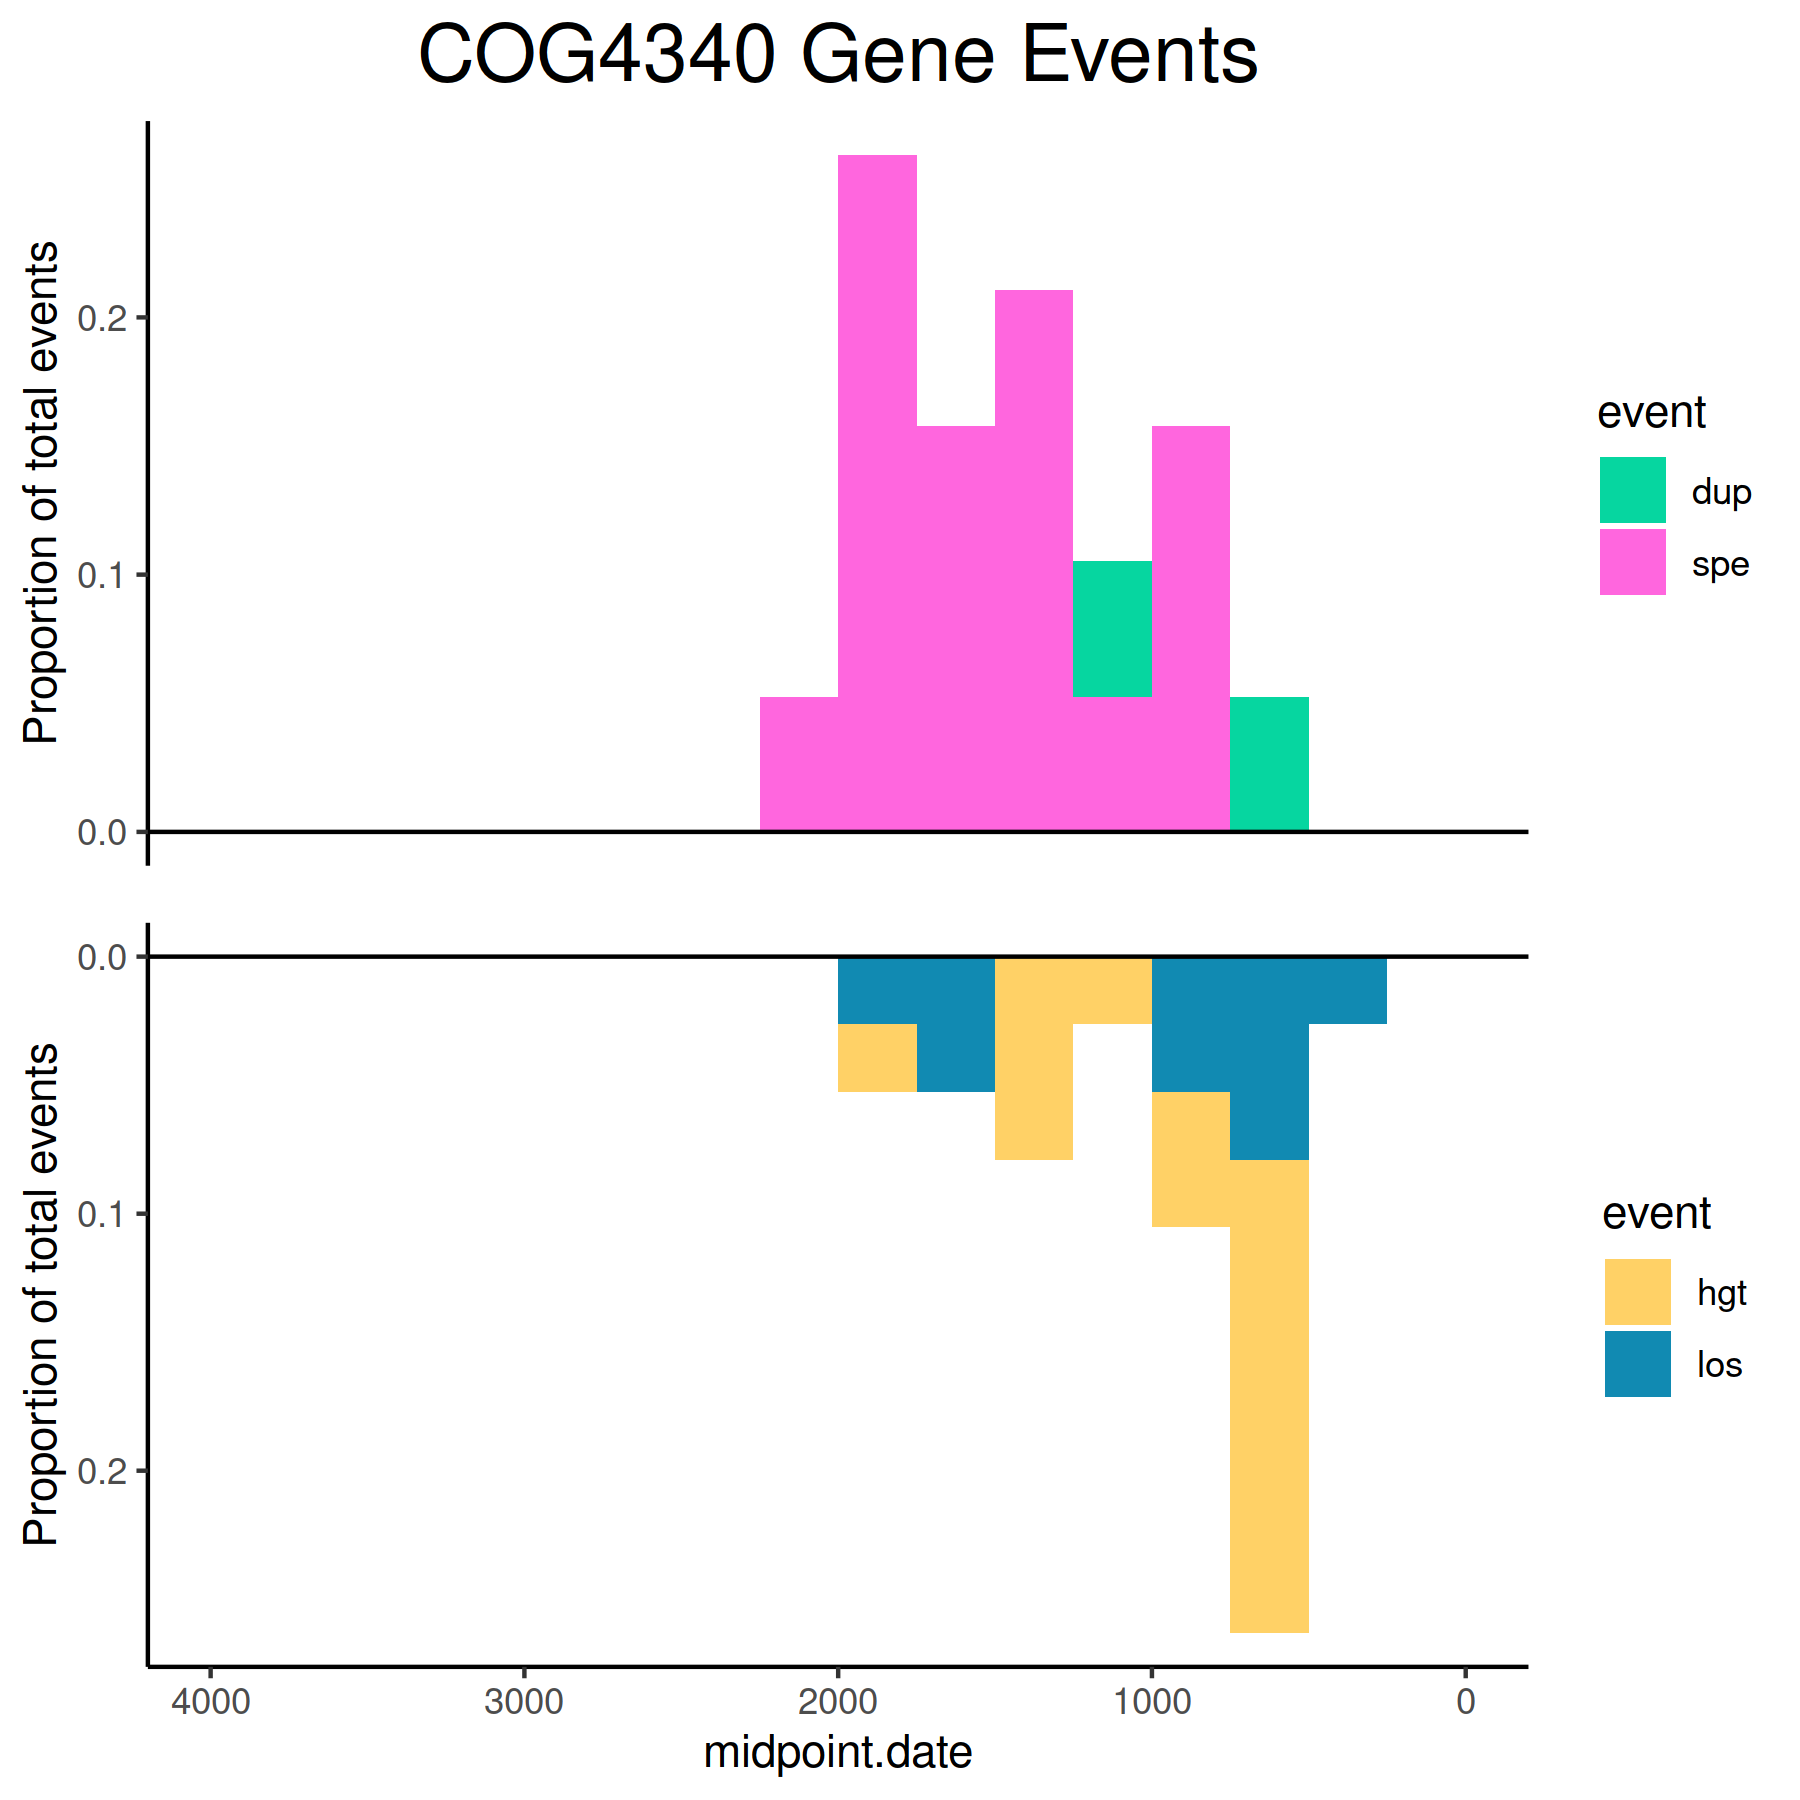 COG4340 Gene Events
Proportion of total events
0.2
0.1
0.0
event
dup
spe
Proportion of total events
0.0
0.1
0.2
event
hgt
los
4000 3000 2000 1000 0
midpoint.date